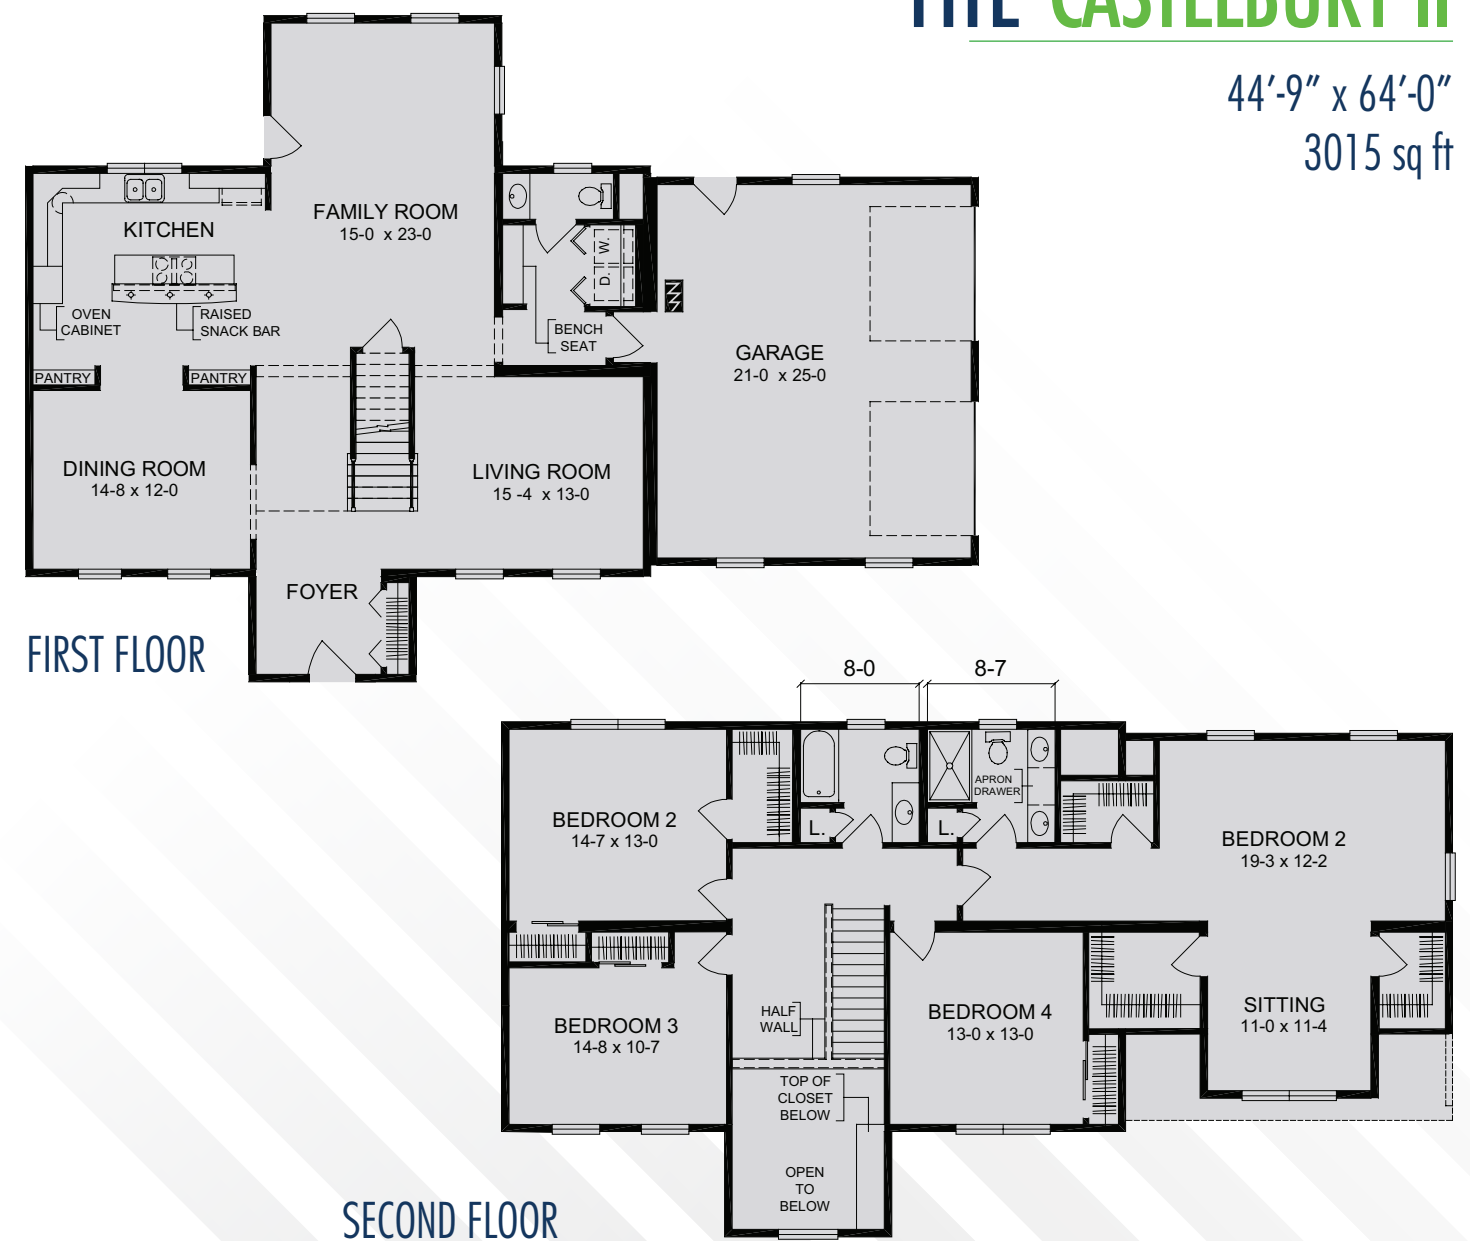 THE CASTLEBURY II
44'-9" x 64'-0"
3015 sq ft
KITCHEN
FAMILY ROOM
15-0 x 23-0
OVEN
CABINET
RAISED
SNACK BAR
W.
D.
BENCH
SEAT
GARAGE
21-0 x 25-0
PANTRY
PANTRY
DINING ROOM
14-8 x 12-0
LIVING ROOM
15 -4 x 13-0
FOYER
FIRST FLOOR
8-0
8-7
BEDROOM 2
14-7 x 13-0
L.
L.
APRON
DRAWER
BEDROOM 2
19-3 x 12-2
BEDROOM 3
14-8 x 10-7
HALF
WALL
BEDROOM 4
13-0 x 13-0
SITTING
11-0 x 11-4
TOP OF
CLOSET
BELOW
OPEN
TO
BELOW
SECOND FLOOR